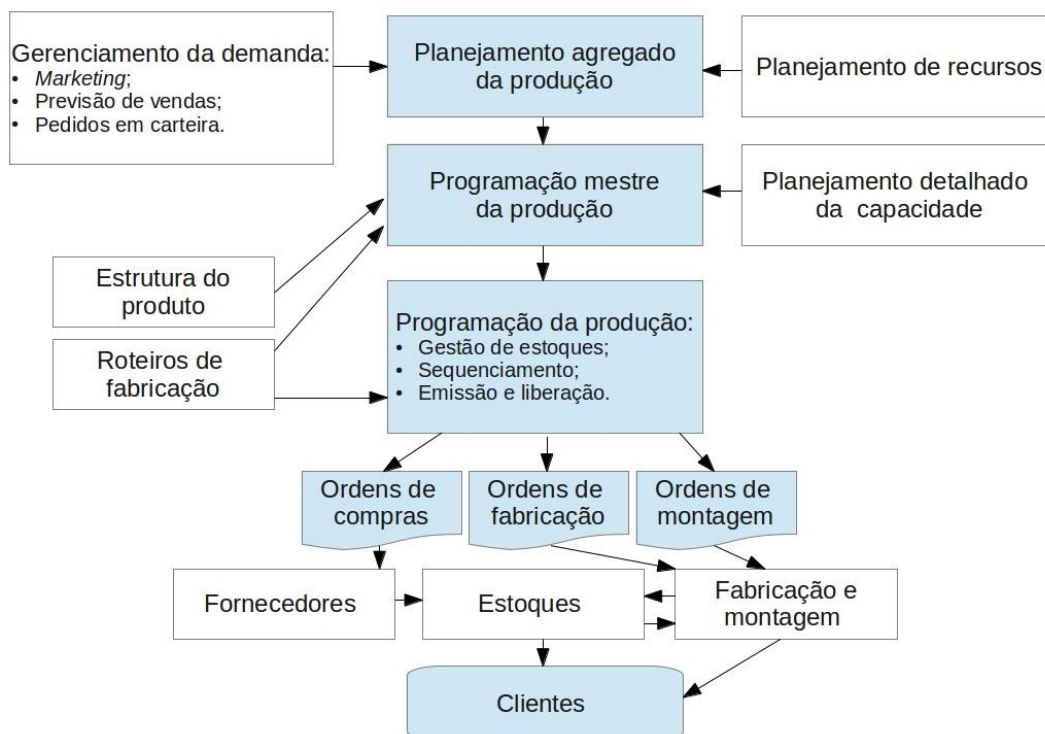 Gerenciamento da demanda:
• Marketing;
• Previsão de vendas;
• Pedidos em carteira.
Planejamento agregado
da produção
Planejamento de recursos
Programação mestre
da produção
Planejamento detalhado
da capacidade
Estrutura do
produto
Roteiros de
fabricação
Programação da produção:
• Gestão de estoques;
• Sequenciamento;
• Emissão e liberação.
Ordens de
compras
Ordens de
fabricação
Ordens de
montagem
Fornecedores
Estoques
Fabricação e
montagem
Clientes